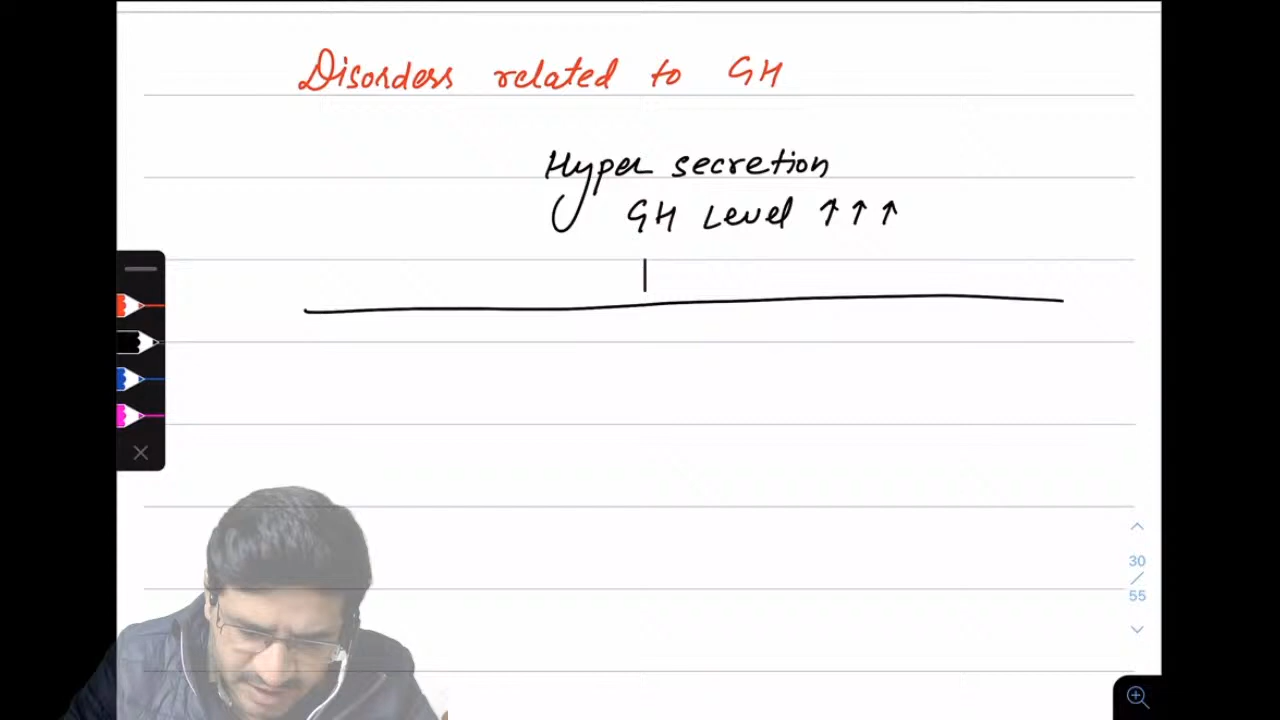 Disorders related to GH
Hyper secretion
GH Level ↑↑↑
30
/
55